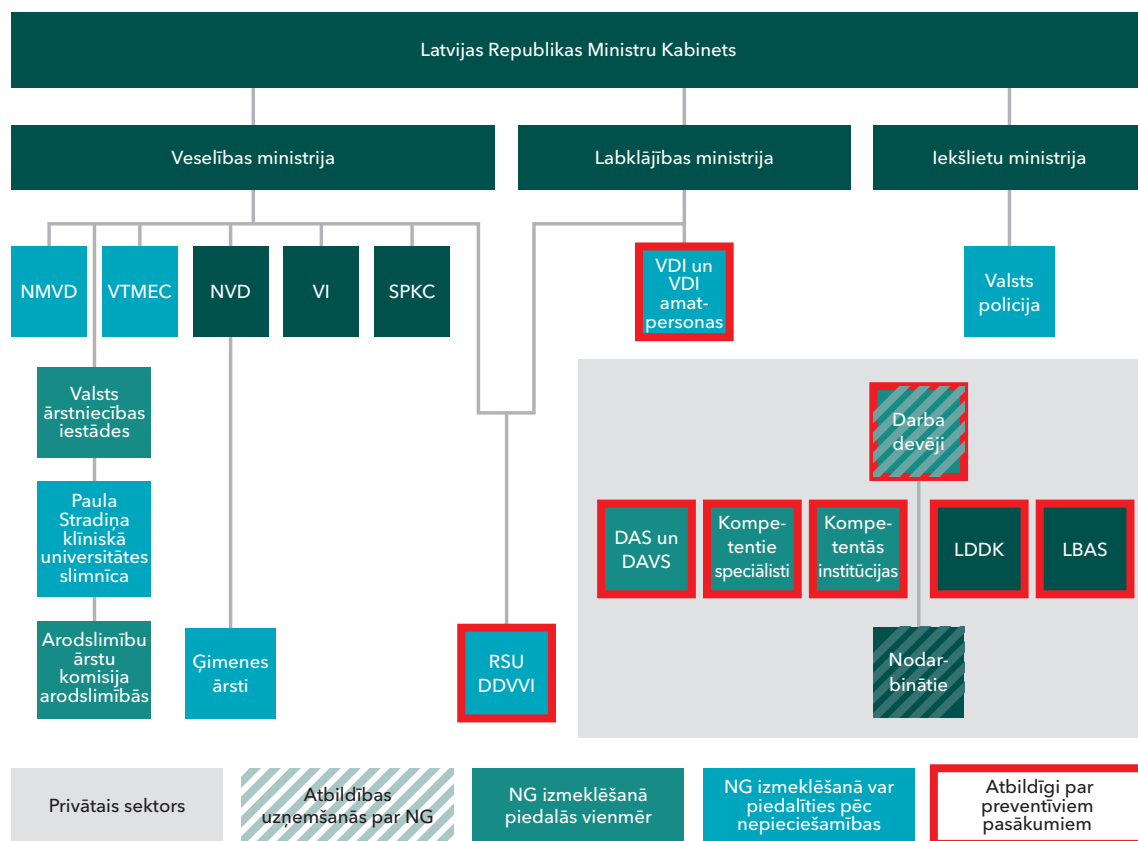 Latvijas Republikas Ministru Kabinets
Veselības ministrija
Labklājības ministrija
Iekšlietu ministrija
NMVD
VTMEC
NVD
VI
SPKC
VDI un
VDI
amat-
personas
Valsts
policija
Valsts
ārstniecības
iestādes
Darba
devēji
Paula
Stradiņa
klīniskā
universitātes
slimnīca
DAS un
DAVS
Kompe-
tentie
speciālisti
Kompe-
tentās
institūcijas
LDDK
LBAS
Arodslimību
ārstu
komisija
arodslimībās
Ģimenes
ārsti
RSU
DDVVI
Nodar-
binātie
Privātais sektors
Atbildības
uzņemšanās par NG
NG izmeklēšanā
piedalās vienmēr
NG izmeklēšanā var
piedalīties pēc
nepieciešamības
Atbildīgi par
preventīviem
pasākumiem